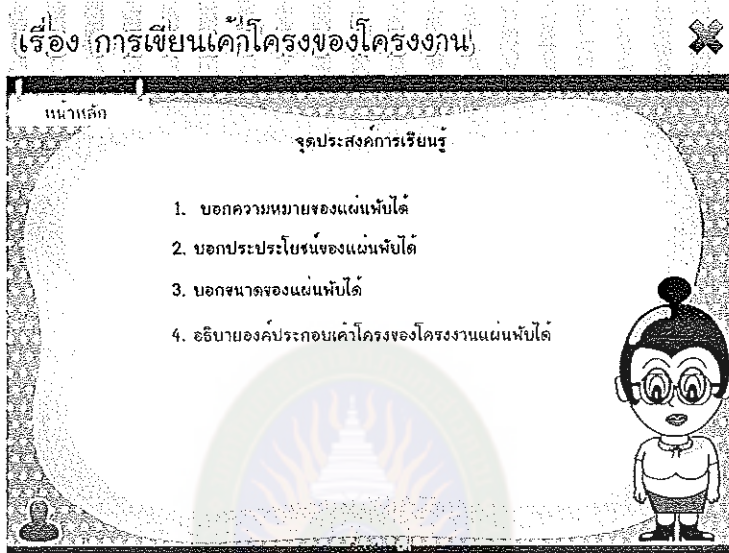 เรื่อง การเขียนเค้าโครงของโครงงาน
หน้าหลัก
จุดประสงค์การเรียนรู้
1. บอกความหมายของแผ่นพับได้
2. บอกประประโยชน์ของแผ่นพับได้
3. บอกขนาดของแผ่นพับได้
4. อธิบายองค์ประกอบเค้าโครงของโครงงานแผ่นพับได้